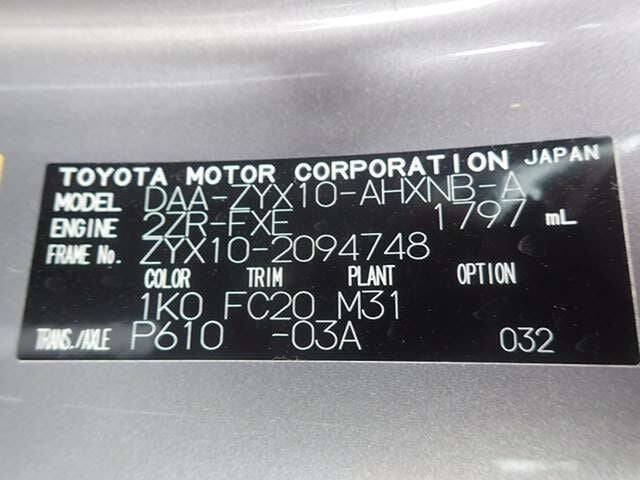 TOYOTA MOTOR CORPORATION JAPAN
MODEL DAA-ZYX10-AHXNB-A
ENGINE 2ZR-FXE 1797 mL
FRAME No. ZYX10-2094748
COLOR TRIM PLANT OPTION
1K0 FC20 M31
TRANS./AXLE P610 -03A 032